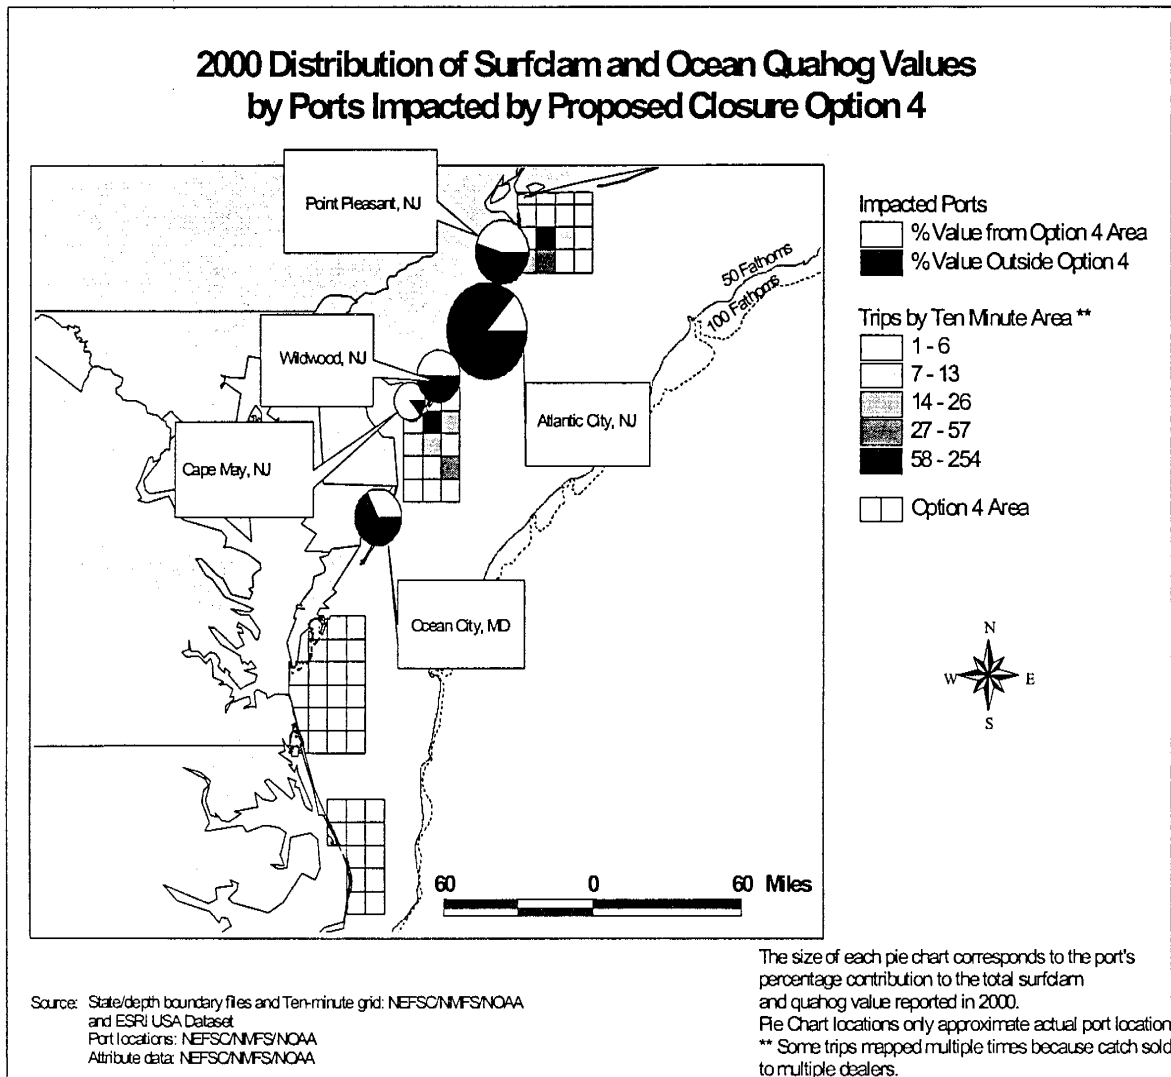 2000 Distribution of Surfclam and Ocean Quahog Values
by Ports Impacted by Proposed Closure Option 4
Point Pleasant, NJ
Wildwood, NJ
Cape May, NJ
Atlantic City, NJ
Ocean City, MD
50 Fathoms
100 Fathoms
60 0 60 Miles
Impacted Ports
% Value from Option 4 Area
% Value Outside Option 4
Trips by Ten Minute Area **
1 - 6
7 - 13
14 - 26
27 - 57
58 - 254
Option 4 Area
N
W E
S
Source: State/depth boundary files and Ten-minute grid: NEFSC/NMFS/NOAA
and ESRI USA Dataset
Port locations: NEFSC/NMFS/NOAA
Attribute data: NEFSC/NMFS/NOAA
The size of each pie chart corresponds to the port's
percentage contribution to the total surfclam
and quahog value reported in 2000.
Pie Chart locations only approximate actual port location
** Some trips mapped multiple times because catch sold
to multiple dealers.